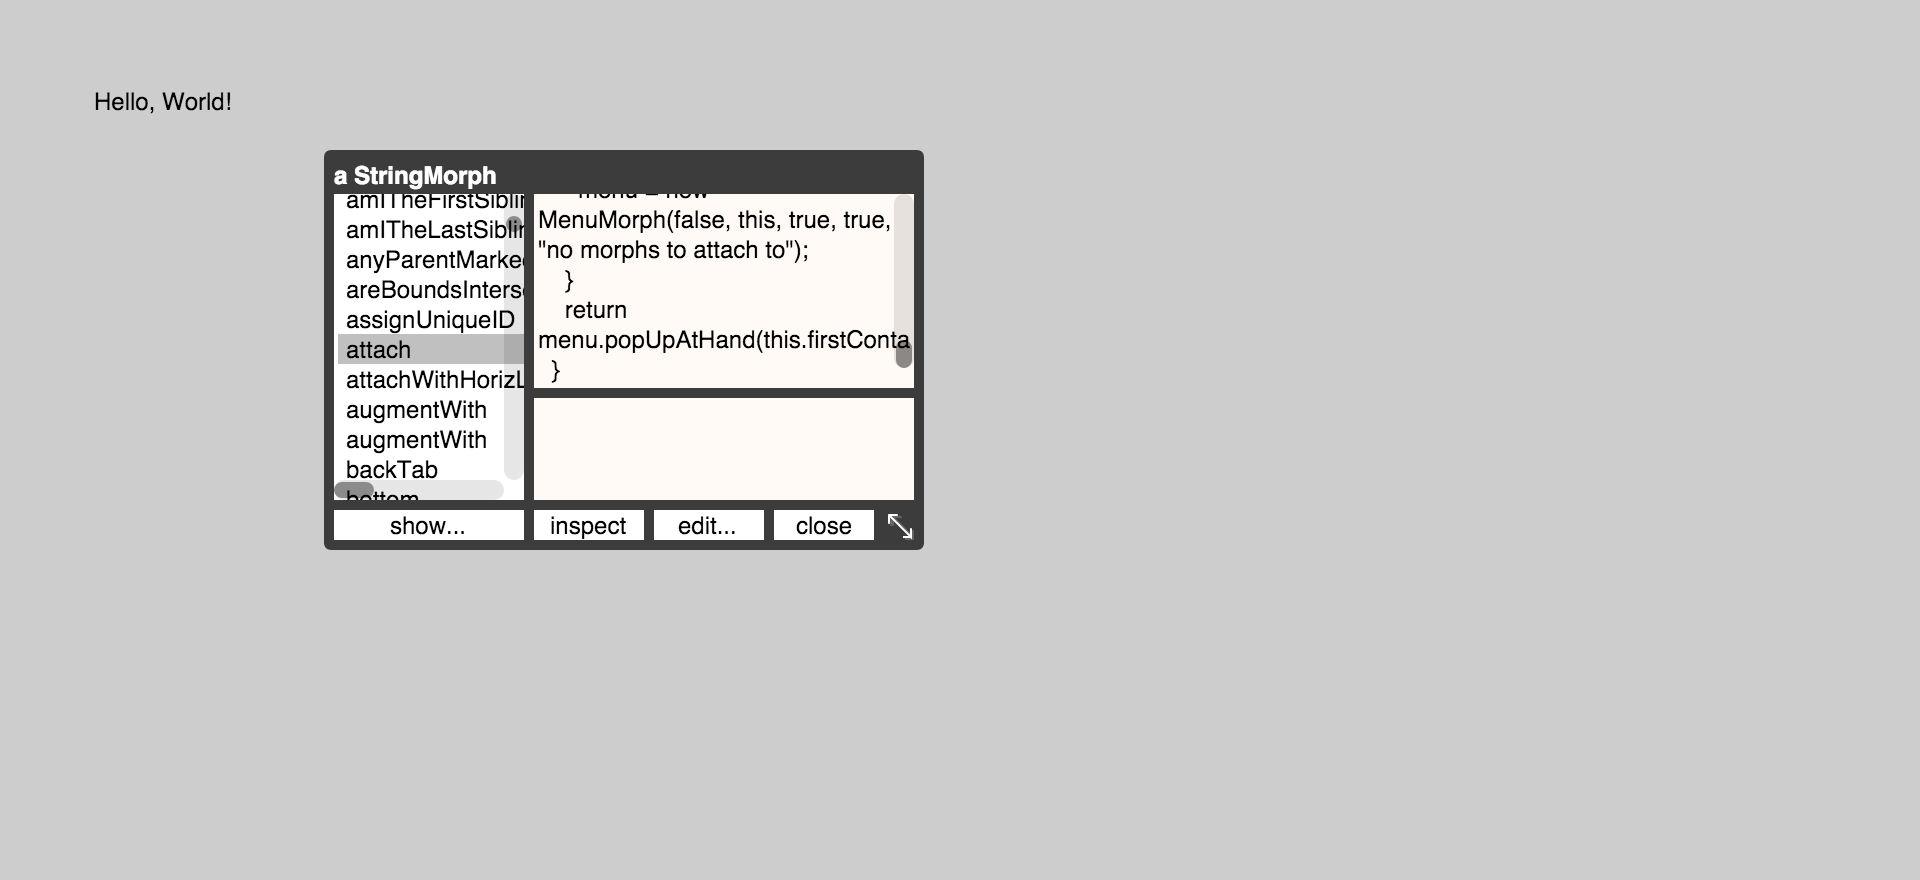 Hello, World!
a StringMorph
amITheFirstSiblin
amITheLastSiblin
anyParentMarke
areBoundsInters
assignUniqueID
attach
attachWithHorizL
augmentWith
augmentWith
backTab
bottom
menu = new
MenuMorph(false, this, true, true,
"no morphs to attach to");
}
return
menu.popUpAtHand(this.firstConta
}
show...
inspect
edit...
close